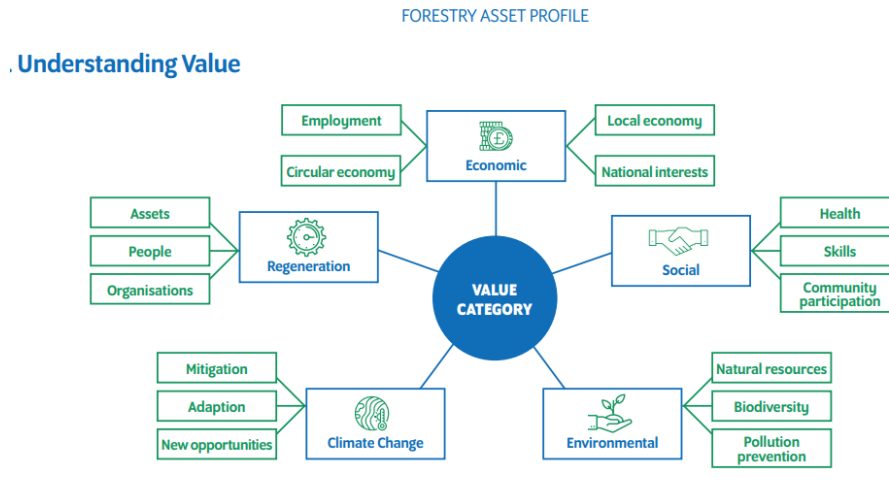 FORESTRY ASSET PROFILE
. Understanding Value
Employment
Circular economy
Economic
Local economy
National interests
Assets
People
Organisations
Regeneration
VALUE
CATEGORY
Social
Health
Skills
Community
participation
Mitigation
Adaption
New opportunities
Climate Change
Environmental
Natural resources
Biodiversity
Pollution
prevention